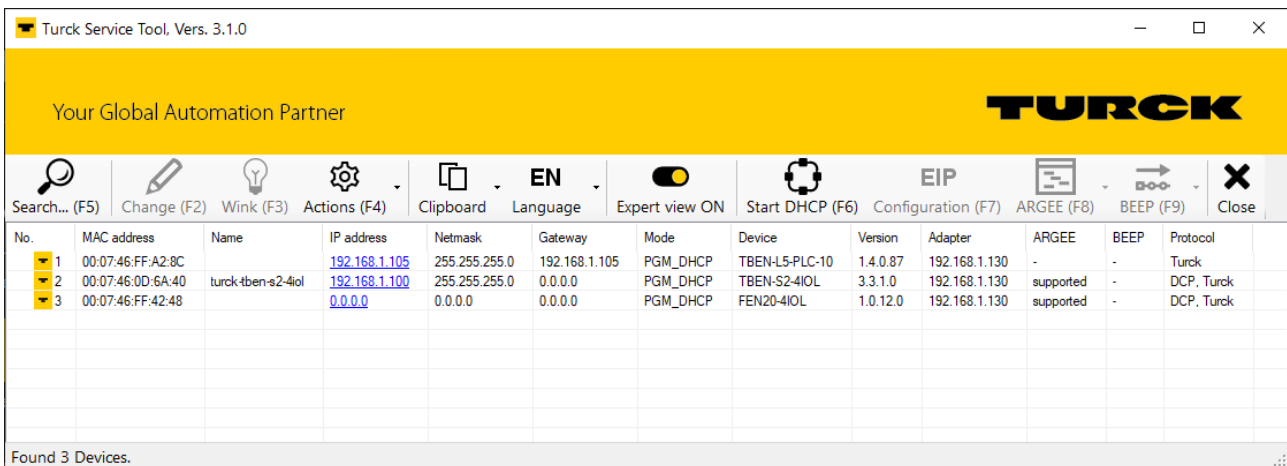 Turck Service Tool, Vers. 3.1.0
Your Global Automation Partner
TURCK
EN EIP
Search... (F5) Change (F2) Wink (F3) Actions (F4) Clipboard Language Expert view ON Start DHCP (F6) Configuration (F7) ARGEE (F8) BEEP (F9) Close
No. MAC address Name IP address Netmask Gateway Mode Device Version Adapter ARGEE BEEP Protocol
1 00:07:46:FF:A2:8C 192.168.1.105 255.255.255.0 192.168.1.105 PGM_DHCP TBEN-L5-PLC-10 1.4.0.87 192.168.1.130 - - Turck
2 00:07:46:0D:6A:40 turck-tben-s2-4iol 192.168.1.100 255.255.255.0 0.0.0.0 PGM_DHCP TBEN-S2-4IOL 3.3.1.0 192.168.1.130 supported - DCP, Turck
3 00:07:46:FF:42:48 0.0.0.0 0.0.0.0 0.0.0.0 PGM_DHCP FEN20-4IOL 1.0.12.0 192.168.1.130 supported - DCP, Turck
Found 3 Devices.